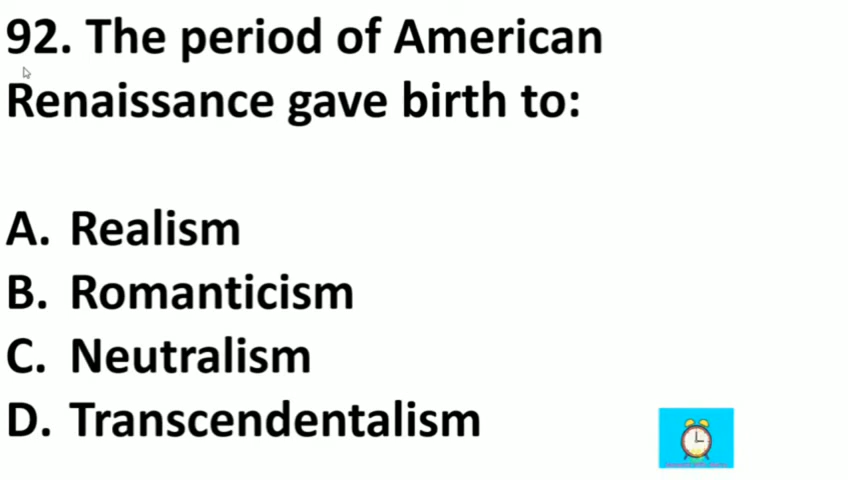 92. The period of American
Renaissance gave birth to:
A. Realism
B. Romanticism
C. Neutralism
D. Transcendentalism